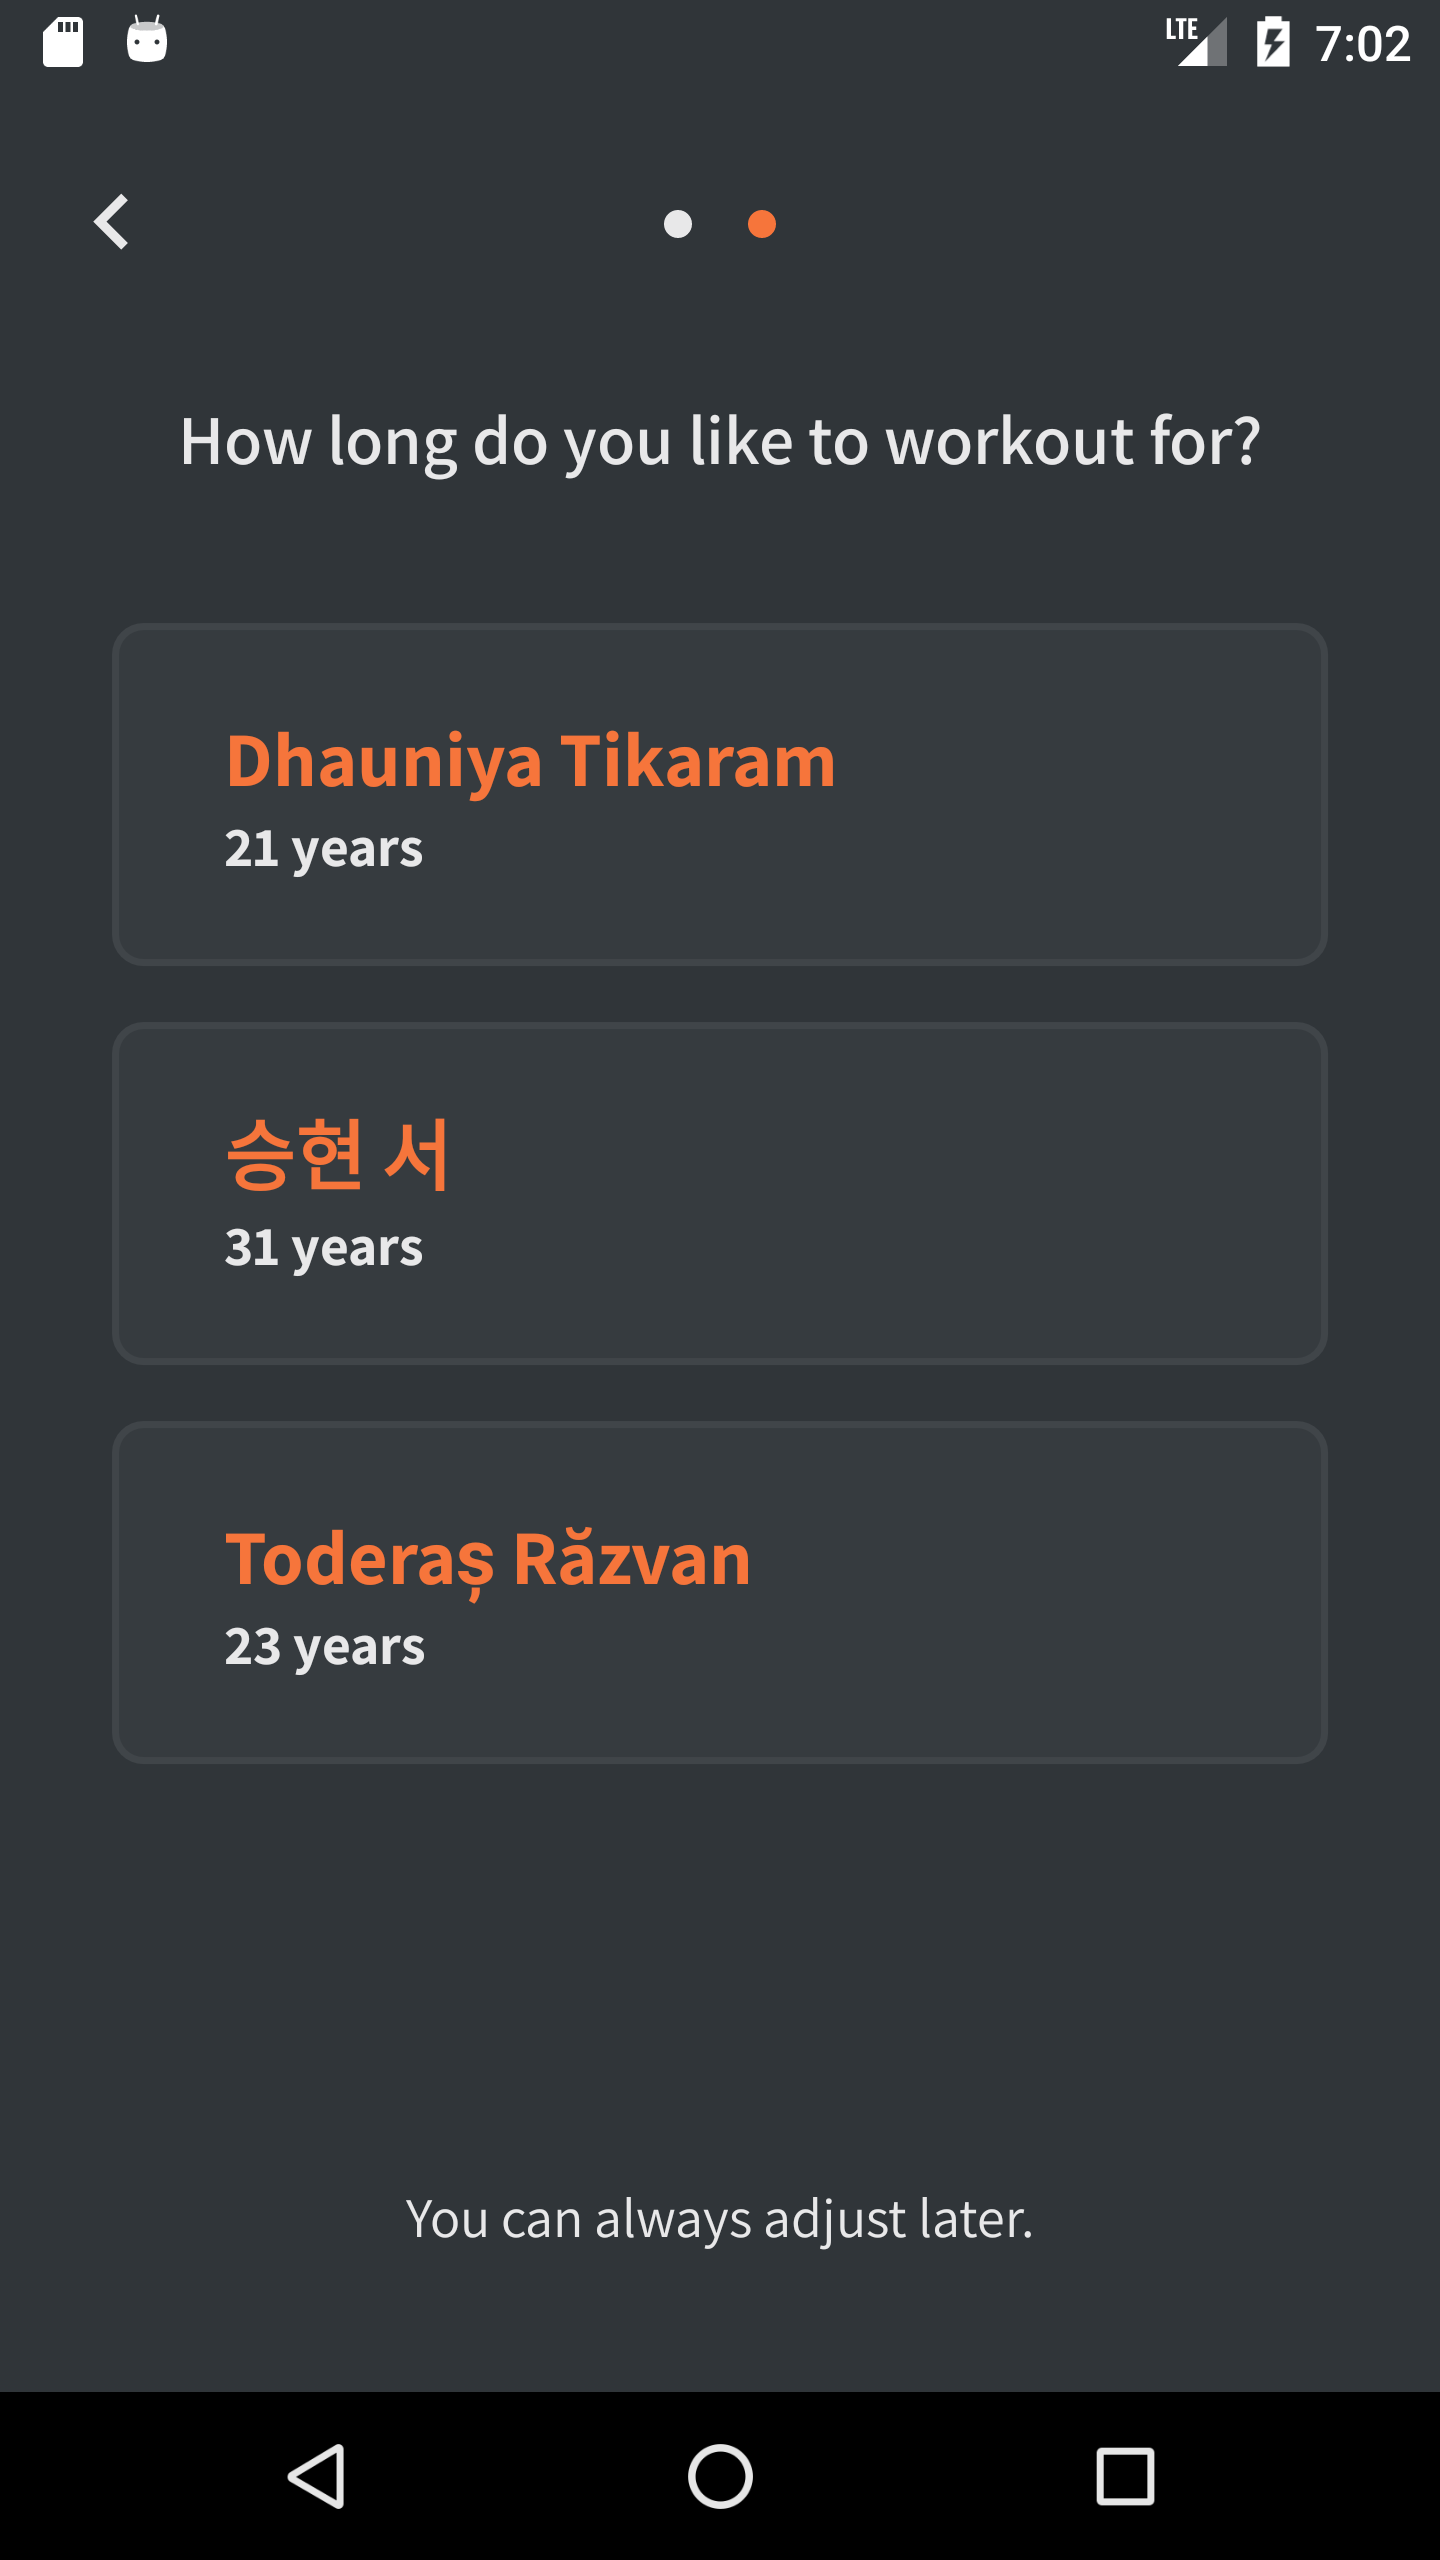 LTE 7:02
How long do you like to workout for?
Dhauniya Tikaram
21 years
승현 서
31 years
Toderaș Răzvan
23 years
You can always adjust later.